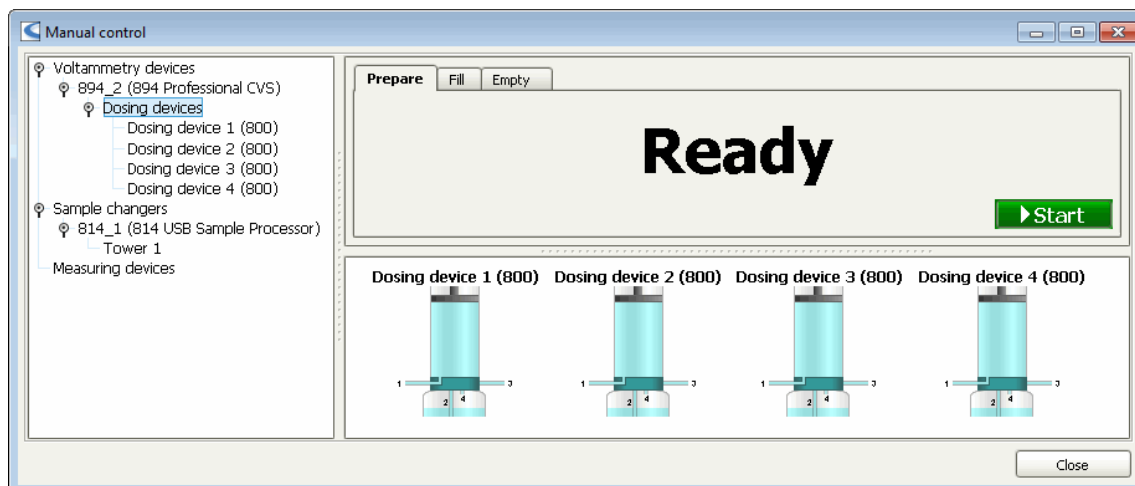 Manual control
Voltammetry devices
894_2 (894 Professional CVS)
Dosing devices
Dosing device 1 (800)
Dosing device 2 (800)
Dosing device 3 (800)
Dosing device 4 (800)
Sample changers
814_1 (814 USB Sample Processor)
Tower 1
Measuring devices
Prepare Fill Empty
Ready
Start
Dosing device 1 (800) Dosing device 2 (800) Dosing device 3 (800) Dosing device 4 (800)
1 3 1 3 1 3 1 3
2 4 2 4 2 4 2 4
Close